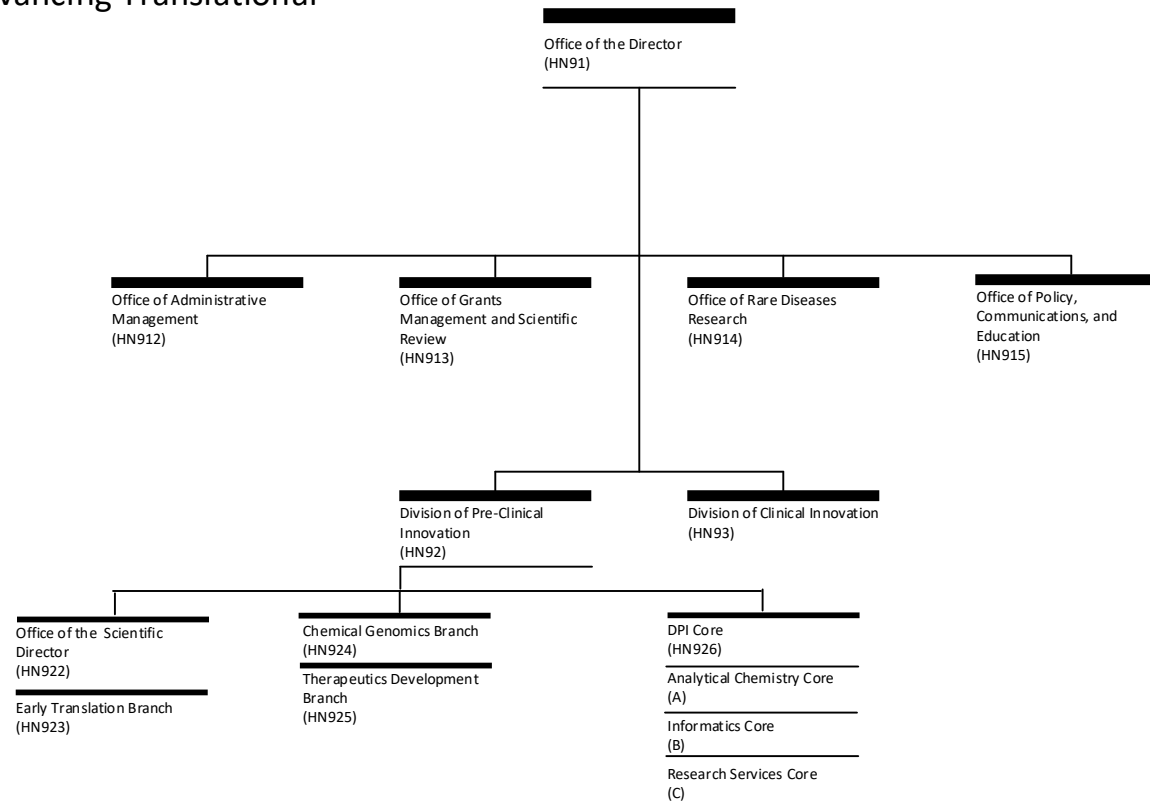 Translational
Office of the Director
(HN91)
Office of Administrative
Management
(HN912)
Office of Grants
Management and Scientific
Review
(HN913)
Office of Rare Diseases
Research
(HN914)
Office of Policy,
Communications, and
Education
(HN915)
Division of Pre-Clinical
Innovation
(HN92)
Division of Clinical Innovation
(HN93)
Office of the Scientific
Director
(HN922)
Early Translation Branch
(HN923)
Chemical Genomics Branch
(HN924)
Therapeutics Development
Branch
(HN925)
DPI Core
(HN926)
Analytical Chemistry Core
(A)
Informatics Core
(B)
Research Services Core
(C)